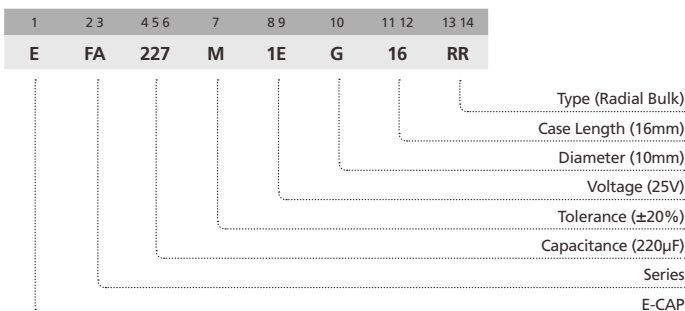 1 2 3 4 5 6 7 8 9 10 11 12 13 14
E FA 227 M 1E G 16 RR
Type (Radial Bulk)
Case Length (16mm)
Diameter (10mm)
Voltage (25V)
Tolerance (±20%)
Capacitance (220µF)
Series
E-CAP